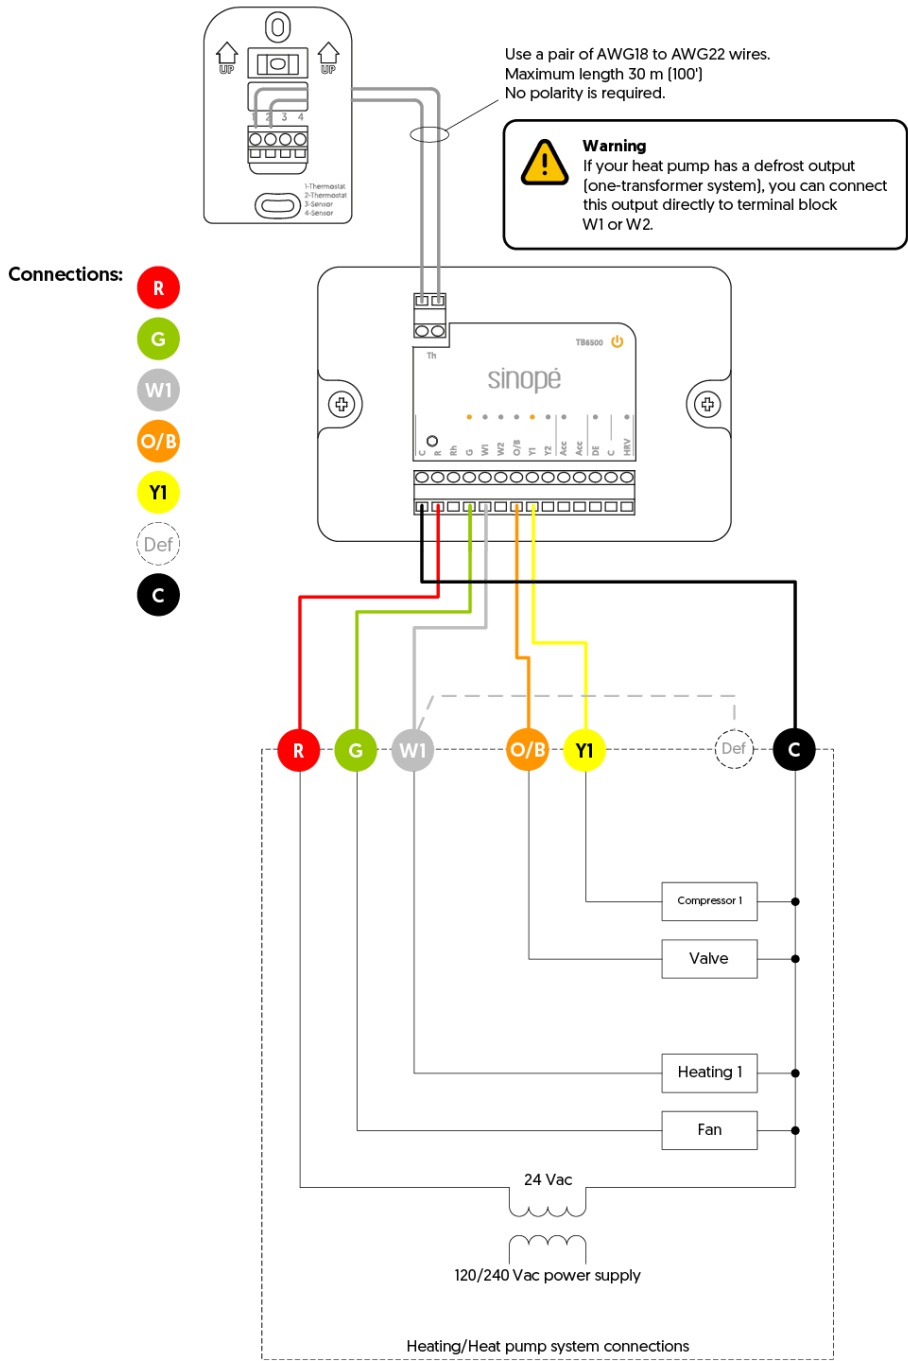 UP
UP
1 2 3 4
1-Thermostat
2-Thermostat
3-Sensor
4-Sensor
Use a pair of AWG18 to AWG22 wires.
Maximum length 30 m (100')
No polarity is required.
Warning
If your heat pump has a defrost output
(one-transformer system), you can connect
this output directly to terminal block
W1 or W2.
Connections:
R
G
W1
O/B
Y1
Def
C
Th
TB6500
sinopé
C R Rh G W1 W2 O/B Y1 Y2 Acc Acc DE C HRV
R G W1 O/B Y1 Def C
Compressor 1
Valve
Heating 1
Fan
24 Vac
120/240 Vac power supply
Heating/Heat pump system connections